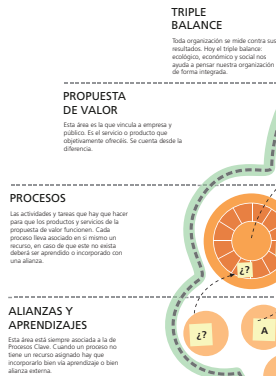 TRIPLE
BALANCE
Toda organización se mide contra sus
resultados. Hoy el triple balance:
ecológico, económico y social nos
ayuda a pensar nuestra organización
de forma integrada.
PROPUESTA
DE VALOR
Esta área es la que vincula a empresa y
público. Es el servicio o producto que
objetivamente ofrecéis. Se cuenta desde la
diferencia.
PROCESOS
Las actividades y tareas que hay que hacer
para que los productos y servicios de la
propuesta de valor funcionen. Cada
proceso lleva asociado en si mismo un
recurso, en caso de que este no exista
deberá ser aprendido o incorporado con
una alianza.
¿?
ALIANZAS Y
APRENDIZAJES
Esta área está siempre asociada a la de
Procesos Clave. Cuando un proceso no
tiene un recurso asignado hay que
incorporarlo bien vía aprendizaje o bien
alianza externa.
¿?
A